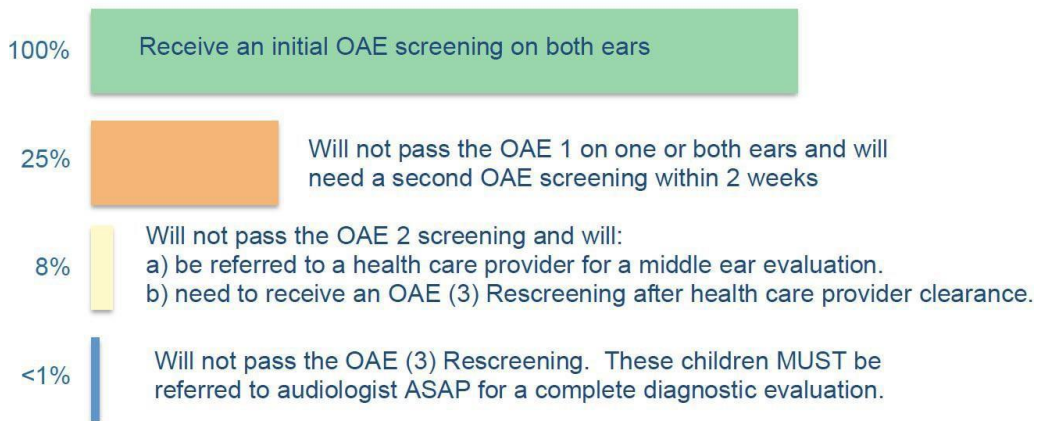 100%
Receive an initial OAE screening on both ears
25%
Will not pass the OAE 1 on one or both ears and will
need a second OAE screening within 2 weeks
8%
Will not pass the OAE 2 screening and will:
a) be referred to a health care provider for a middle ear evaluation.
b) need to receive an OAE (3) Rescreening after health care provider clearance.
<1%
Will not pass the OAE (3) Rescreening. These children MUST be
referred to audiologist ASAP for a complete diagnostic evaluation.